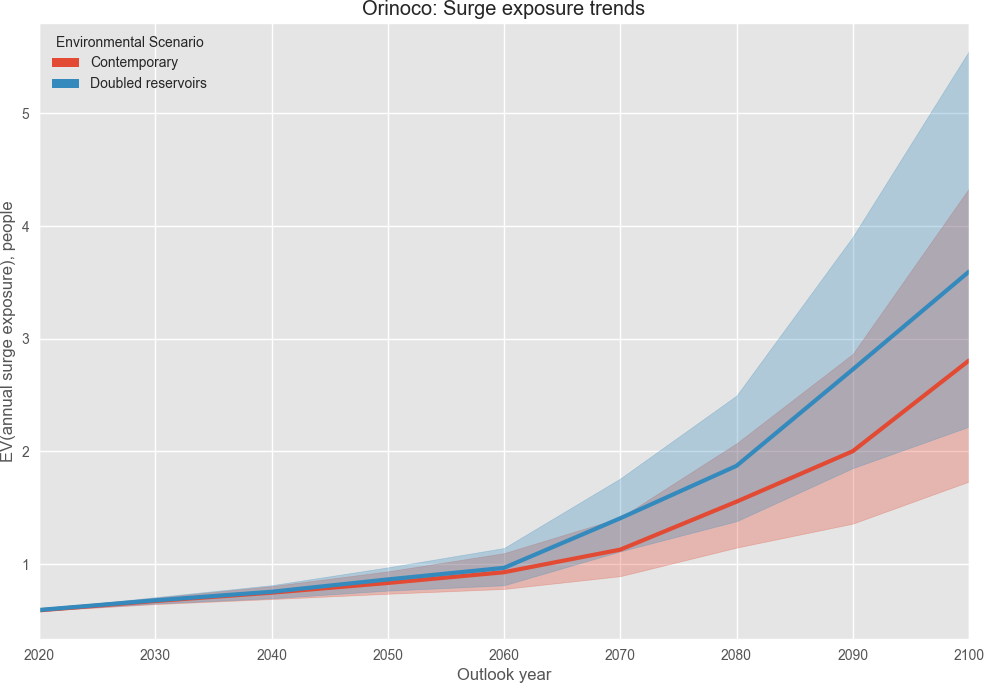 Orinoco: Surge exposure trends
Environmental Scenario
Contemporary
Doubled reservoirs
EV(annual surge exposure), people
5
4
3
2
1
2020 2030 2040 2050 2060 2070 2080 2090 2100
Outlook year